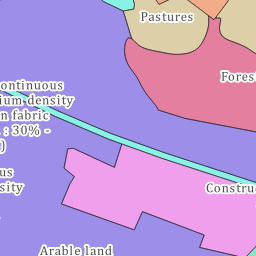 Pastures
Fores
continuous
ium density
n fabric
: 30% -
)
us
sity
Constru
Arable land